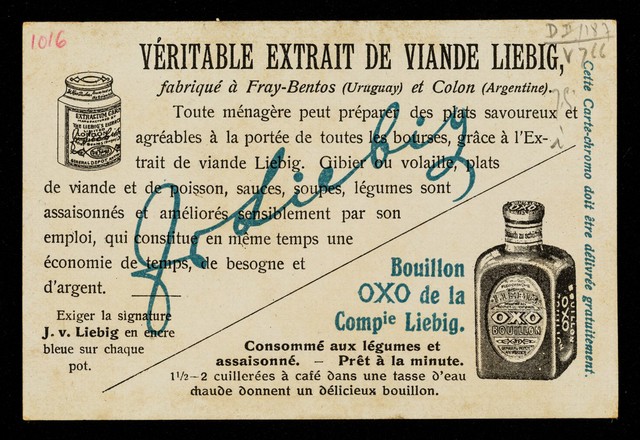 1016
VÉRITABLE EXTRAIT DE VIANDE LIEBIG,
fabriqué à Fray-Bentos (Uruguay) et Colon (Argentine).
Toute ménagère peut préparer des plats savoureux et
agréables à la portée de toutes les bourses, grâce à l'Ex-
trait de viande Liebig. Gibier ou volaille, plats
de viande et de poisson, sauces, soupes, légumes sont
assaisonnés et améliorés sensiblement par son
emploi, qui constitue en même temps une
économie de temps, de besogne et
d'argent.
Exiger la signature
J. v. Liebig en encre
bleue sur chaque
pot.
JvLiebig
Bouillon
OXO de la
Compie Liebig.
Consommé aux légumes et
assaisonné. – Prêt à la minute.
1½–2 cuillerées à café dans une tasse d'eau
chaude donnent un délicieux bouillon.
OXO
LIEBIG
OXO
BOUILLON
BOUILLON
OXO
Cette Carte-chromo doit être délivrée gratuitement.